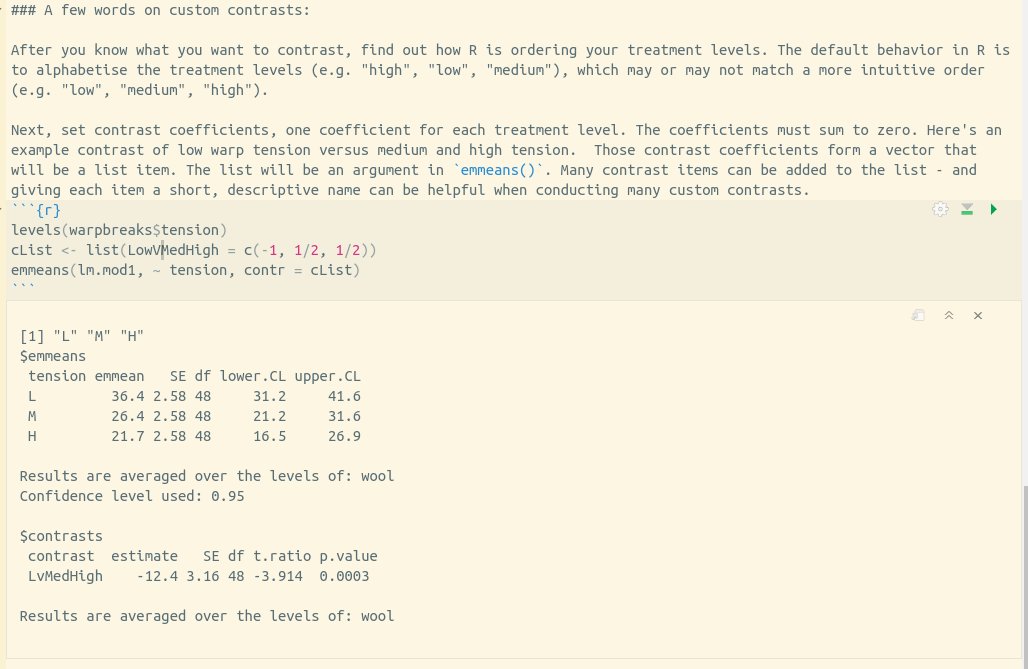 ### A few words on custom contrasts:
After you know what you want to contrast, find out how R is ordering your treatment levels. The default behavior in R is
to alphabetise the treatment levels (e.g. "high", "low", "medium"), which may or may not match a more intuitive order
(e.g. "low", "medium", "high").
Next, set contrast coefficients, one coefficient for each treatment level. The coefficients must sum to zero. Here's an
example contrast of low warp tension versus medium and high tension.  Those contrast coefficients form a vector that
will be a list item. The list will be an argument in `emmeans()`. Many contrast items can be added to the list - and
giving each item a short, descriptive name can be helpful when conducting many custom contrasts.
```{r}
levels(warpbreaks$tension)
cList <- list(LowVMedHigh = c(-1, 1/2, 1/2))
emmeans(lm.mod1, ~ tension, contr = cList)
```
[1] "L" "M" "H"
$emmeans
 tension emmean   SE df lower.CL upper.CL
 L         36.4 2.58 48     31.2     41.6
 M         26.4 2.58 48     21.2     31.6
 H         21.7 2.58 48     16.5     26.9
Results are averaged over the levels of: wool
Confidence level used: 0.95
$contrasts
 contrast  estimate   SE df t.ratio p.value
 LvMedHigh    -12.4 3.16 48 -3.914  0.0003
Results are averaged over the levels of: wool